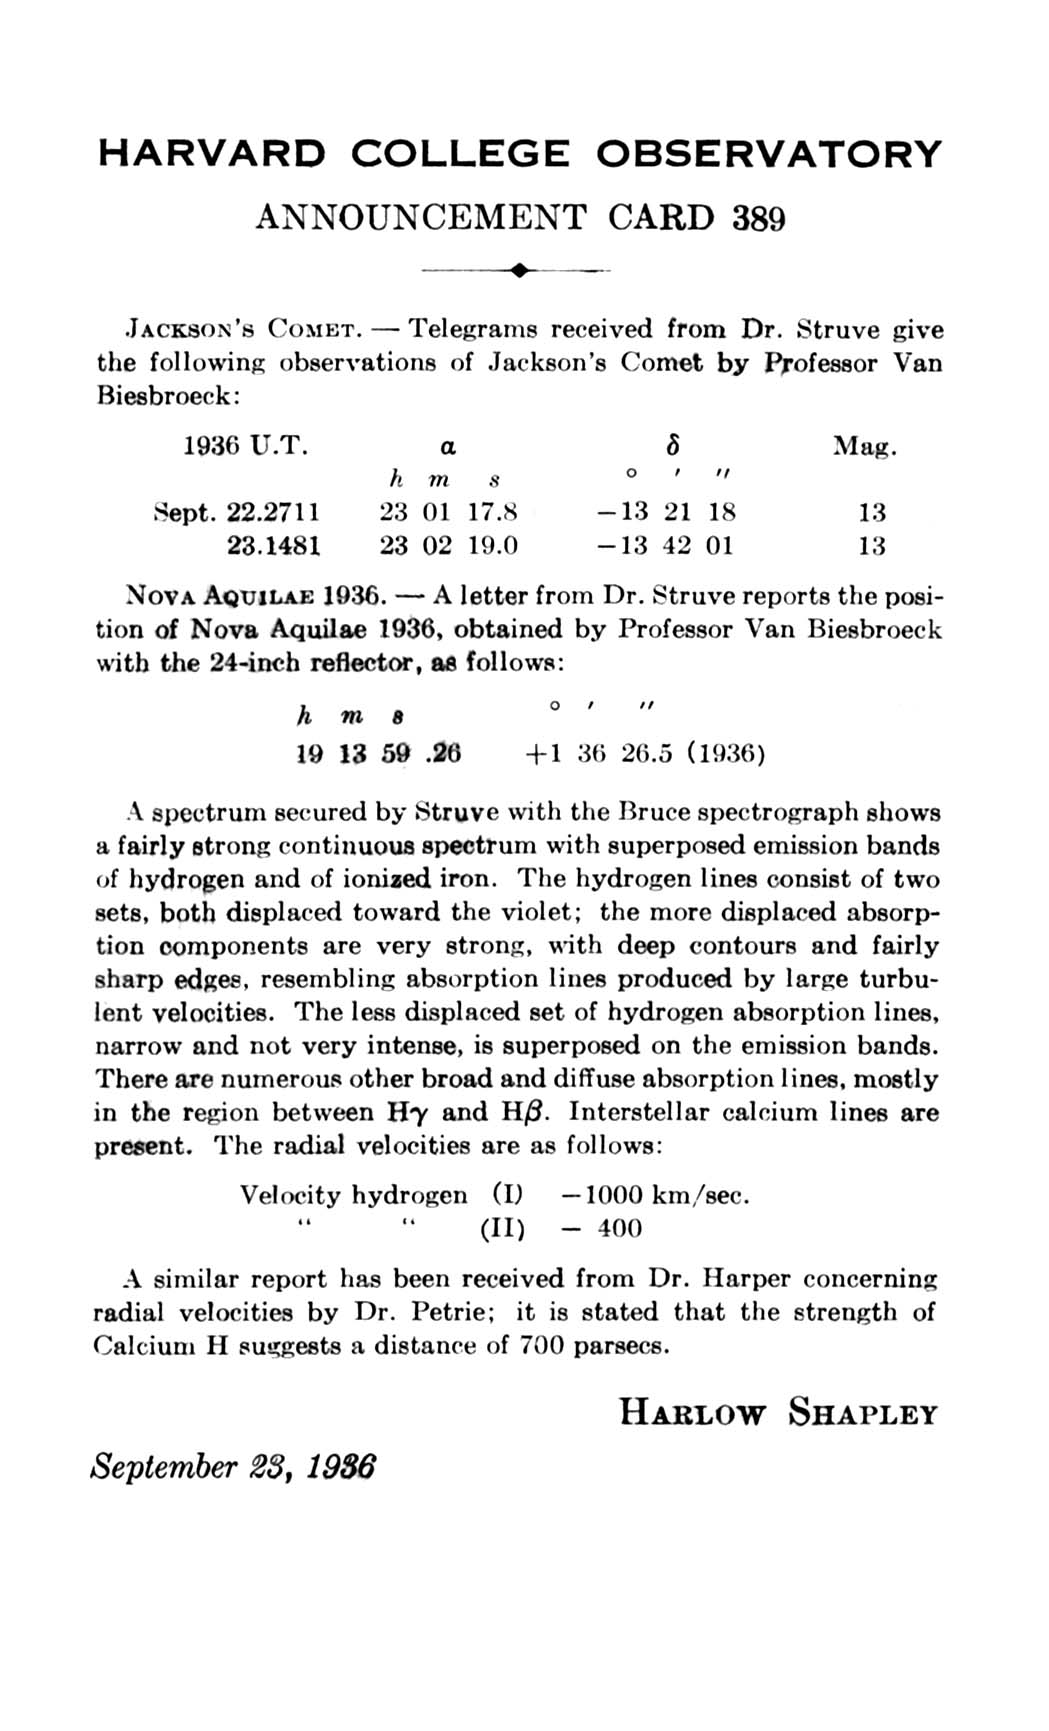 HARVARD COLLEGE OBSERVATORY
ANNOUNCEMENT CARD 389
JACKSON'S COMET. — Telegrams received from Dr. Struve give
the following observations of Jackson's Comet by Professor Van
Biesbroeck:
1936 U.T. α δ Mag.
h m s ° ′ ″
Sept. 22.2711 23 01 17.8 −13 21 18 13
23.1481 23 02 19.0 −13 42 01 13
NOVA AQUILAE 1936. — A letter from Dr. Struve reports the posi-
tion of Nova Aquilae 1936, obtained by Professor Van Biesbroeck
with the 24-inch reflector, as follows:
h m s ° ′ ″
19 13 59 .26 +1 36 26.5 (1936)
A spectrum secured by Struve with the Bruce spectrograph shows
a fairly strong continuous spectrum with superposed emission bands
of hydrogen and of ionized iron. The hydrogen lines consist of two
sets, both displaced toward the violet; the more displaced absorp-
tion components are very strong, with deep contours and fairly
sharp edges, resembling absorption lines produced by large turbu-
lent velocities. The less displaced set of hydrogen absorption lines,
narrow and not very intense, is superposed on the emission bands.
There are numerous other broad and diffuse absorption lines, mostly
in the region between Hγ and Hβ. Interstellar calcium lines are
present. The radial velocities are as follows:
Velocity hydrogen (I) −1000 km/sec.
“ “ (II) − 400
A similar report has been received from Dr. Harper concerning
radial velocities by Dr. Petrie; it is stated that the strength of
Calcium H suggests a distance of 700 parsecs.
HARLOW SHAPLEY
September 23, 1936